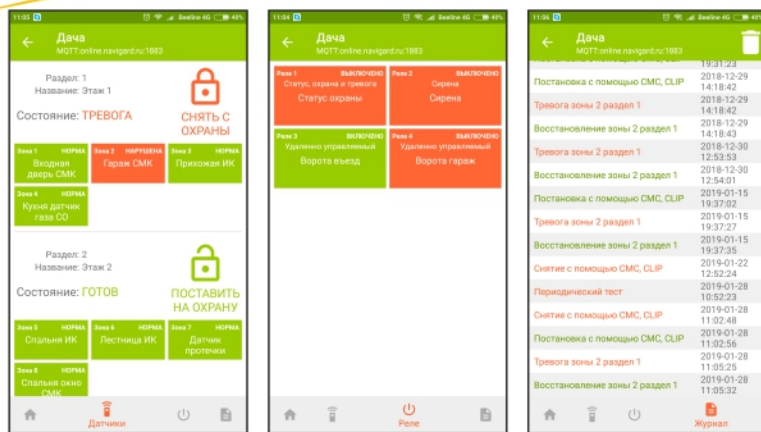 11:05 Beeline 4G 40%
Дача
MQTT:online.navigard.ru:1883
Раздел: 1
Название: Этаж 1
Состояние: ТРЕВОГА
СНЯТЬ С
ОХРАНЫ
Зона 1 НОРМА
Входная
дверь СМК
Зона 2 НАРУШЕНА
Гараж СМК
Зона 3 НОРМА
Прихожая ИК
Зона 4 НОРМА
Кухня датчик
газа CO
Раздел: 2
Название: Этаж 2
Состояние: ГОТОВ
ПОСТАВИТЬ
НА ОХРАНУ
Зона 5 НОРМА
Спальня ИК
Зона 6 НОРМА
Лестница ИК
Зона 7 НОРМА
Датчик
протечки
Зона 8 НОРМА
Спальня окно
СМК
Датчики
11:04 Beeline 4G 40%
Дача
MQTT:online.navigard.ru:1883
Реле 1 ВЫКЛЮЧЕНО
Статус, охрана и тревога
Статус охраны
Реле 2 ВЫКЛЮЧЕНО
Сирена
Сирена
Реле 3 ВКЛЮЧЕНО
Удаленно управляемый
Ворота въезд
Реле 4 ВЫКЛЮЧЕНО
Удаленно управляемый
Ворота гараж
Реле
11:06 Beeline 4G 40%
Дача
MQTT:online.navigard.ru:1883
Постановка с помощью СМС, CLIP
19:31:23
Постановка с помощью СМС, CLIP 2018-12-29
14:18:42
Тревога зоны 2 раздел 1 2018-12-29
14:18:42
Восстановление зоны 2 раздел 1 2018-12-29
14:18:43
Тревога зоны 2 раздел 1 2018-12-30
12:53:53
Восстановление зоны 2 раздел 1 2018-12-30
12:54:01
Постановка с помощью СМС, CLIP 2019-01-15
19:37:02
Тревога зоны 2 раздел 1 2019-01-15
19:37:27
Восстановление зоны 2 раздел 1 2019-01-15
19:37:35
Снятие с помощью СМС, CLIP 2019-01-22
12:52:24
Периодический тест 2019-01-28
10:52:23
Снятие с помощью СМС, CLIP 2019-01-28
11:02:48
Постановка с помощью СМС, CLIP 2019-01-28
11:02:56
Тревога зоны 2 раздел 1 2019-01-28
11:05:25
Восстановление зоны 2 раздел 1 2019-01-28
11:05:32
Журнал